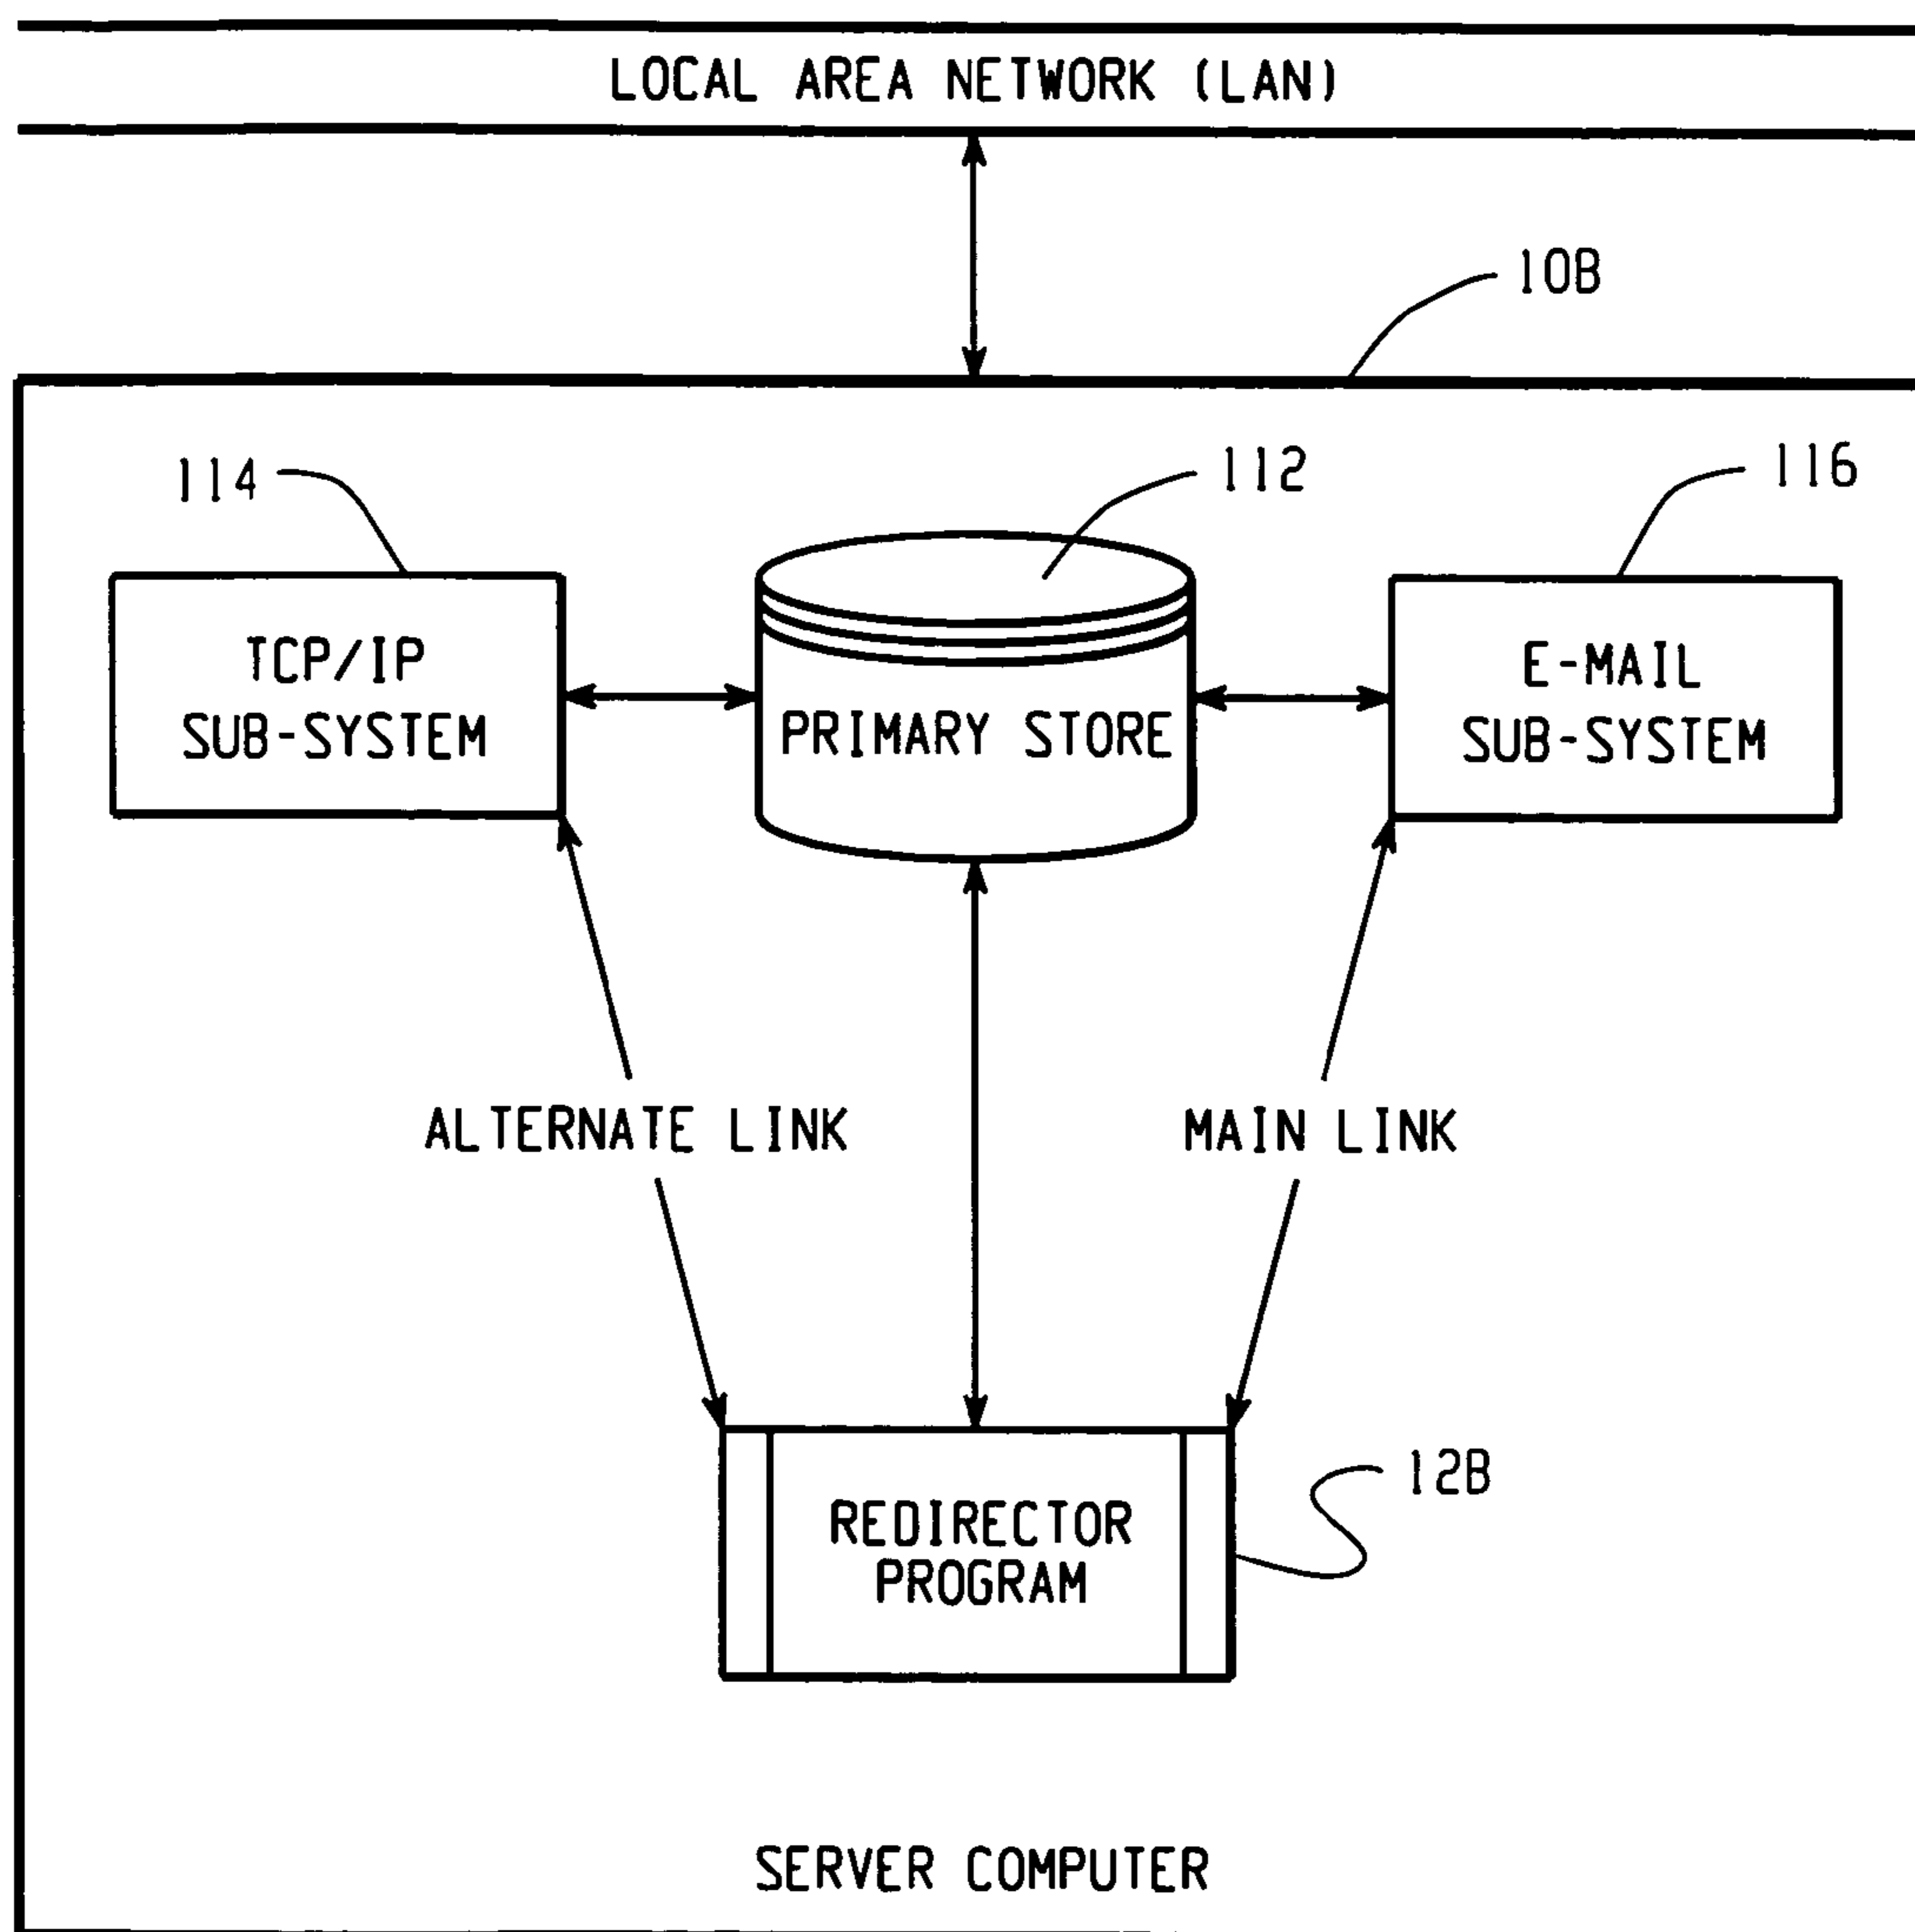 LOCAL AREA NETWORK (LAN)
10B
114
112
116
TCP/IP
SUB-SYSTEM
PRIMARY STORE
E-MAIL
SUB-SYSTEM
ALTERNATE LINK
MAIN LINK
12B
REDIRECTOR
PROGRAM
SERVER COMPUTER